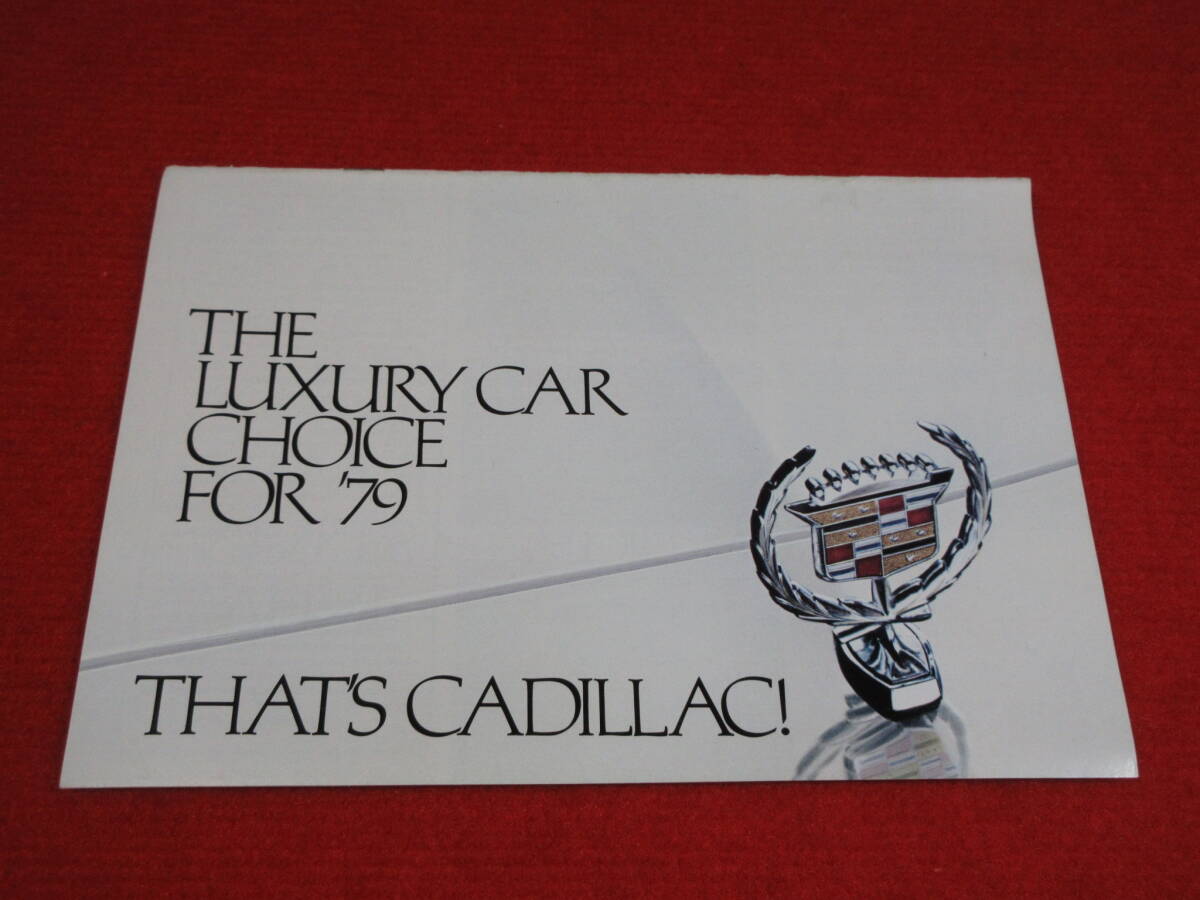 THE
LUXURY CAR
CHOICE
FOR '79
THAT'S CADILLAC!